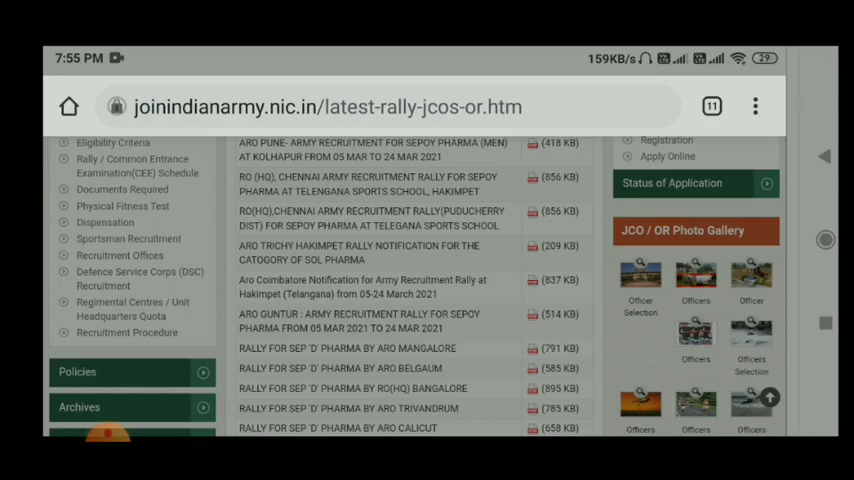 7:55 PM
159KB/s
29
joinindianarmy.nic.in/latest-rally-jcos-or.htm
11
Eligibility Criteria
Rally / Common Entrance
Examination(CEE) Schedule
Documents Required
Physical Fitness Test
Dispensation
Sportsman Recruitment
Recruitment Offices
Defence Service Corps (DSC)
Recruitment
Regimental Centres / Unit
Headquarters Quota
Recruitment Procedure
Policies
Archives
ARO PUNE- ARMY RECRUITMENT FOR SEPOY PHARMA (MEN)
AT KOLHAPUR FROM 05 MAR TO 24 MAR 2021
(418 KB)
RO (HQ), CHENNAI ARMY RECRUITMENT RALLY FOR SEPOY
PHARMA AT TELENGANA SPORTS SCHOOL, HAKIMPET
(856 KB)
RO(HQ),CHENNAI ARMY RECRUITMENT RALLY(PUDUCHERRY
DIST) FOR SEPOY PHARMA AT TELEGANA SPORTS SCHOOL
(856 KB)
ARO TRICHY HAKIMPET RALLY NOTIFICATION FOR THE
CATOGORY OF SOL PHARMA
(209 KB)
Aro Coimbatore Notification for Army Recruitment Rally at
Hakimpet (Telangana) from 05-24 March 2021
(837 KB)
ARO GUNTUR : ARMY RECRUITMENT RALLY FOR SEPOY
PHARMA FROM 05 MAR 2021 TO 24 MAR 2021
(514 KB)
RALLY FOR SEP 'D' PHARMA BY ARO MANGALORE
(791 KB)
RALLY FOR SEP 'D' PHARMA BY ARO BELGAUM
(585 KB)
RALLY FOR SEP 'D' PHARMA BY RO(HQ) BANGALORE
(895 KB)
RALLY FOR SEP 'D' PHARMA BY ARO TRIVANDRUM
(785 KB)
RALLY FOR SEP 'D' PHARMA BY ARO CALICUT
(658 KB)
Registration
Apply Online
Status of Application
JCO / OR Photo Gallery
Officer
Selection
Officers
Officer
Officers
Officers
Selection
Officers
Officers
Officers